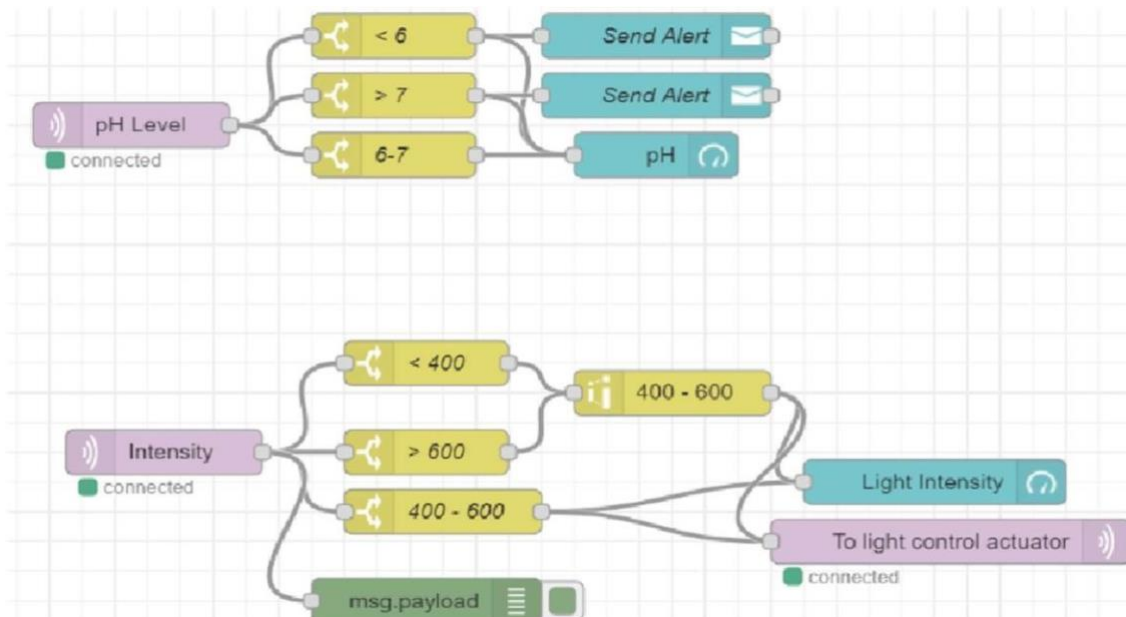 < 6
Send Alert
> 7
Send Alert
pH Level
connected
6-7
pH
< 400
400 - 600
Intensity
connected
> 600
Light Intensity
400 - 600
To light control actuator
connected
msg.payload